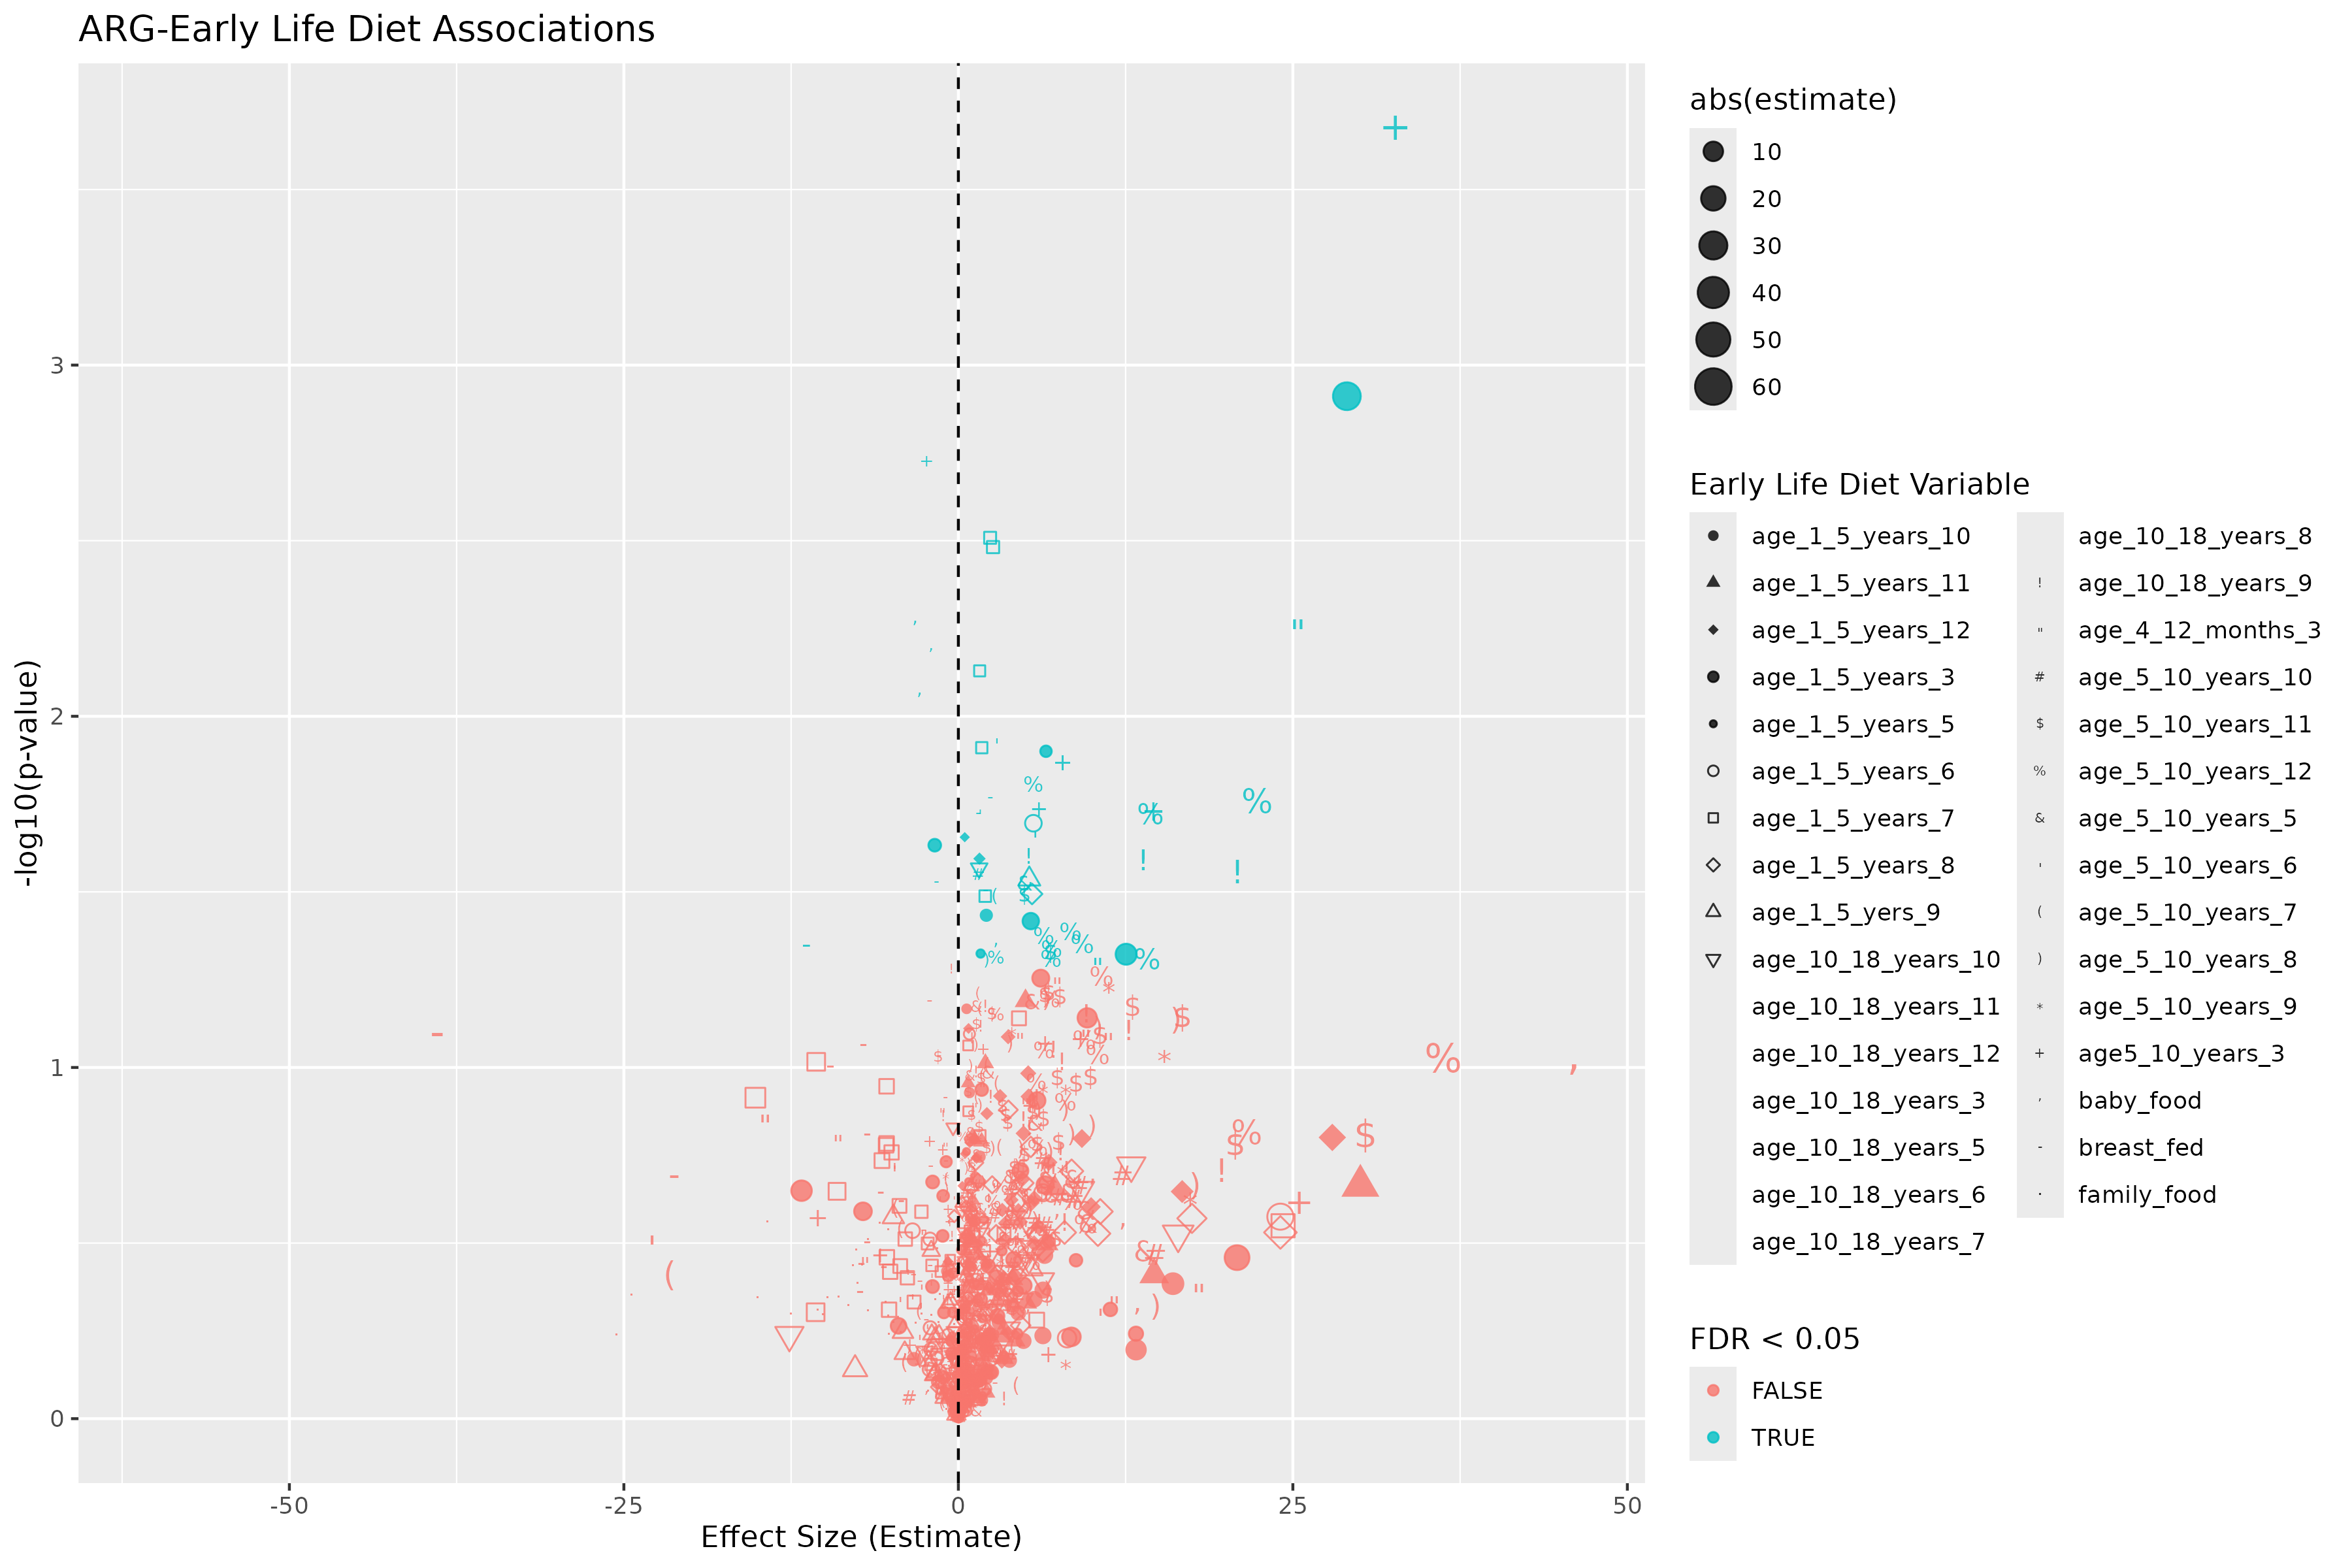 ARG-Early Life Diet Associations
-log10(p-value)
3
2
1
0
-50
-25
0
25
50
Effect Size (Estimate)
abs(estimate)
10
20
30
40
50
60
Early Life Diet Variable
age_1_5_years_10
age_1_5_years_11
age_1_5_years_12
age_1_5_years_3
age_1_5_years_5
age_1_5_years_6
age_1_5_years_7
age_1_5_years_8
age_1_5_yers_9
age_10_18_years_10
age_10_18_years_11
age_10_18_years_12
age_10_18_years_3
age_10_18_years_5
age_10_18_years_6
age_10_18_years_7
age_10_18_years_8
! age_10_18_years_9
" age_4_12_months_3
# age_5_10_years_10
$ age_5_10_years_11
% age_5_10_years_12
& age_5_10_years_5
' age_5_10_years_6
( age_5_10_years_7
) age_5_10_years_8
* age_5_10_years_9
+ age5_10_years_3
, baby_food
- breast_fed
. family_food
FDR < 0.05
FALSE
TRUE